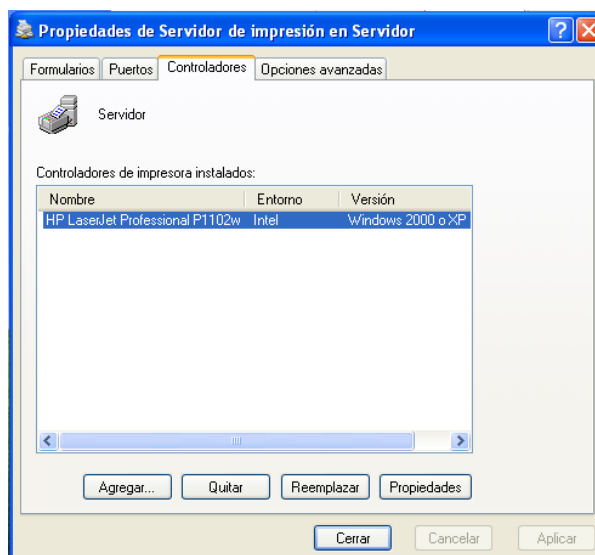 Propiedades de Servidor de impresión en Servidor
Formularios Puertos Controladores Opciones avanzadas
Servidor
Controladores de impresora instalados:
Nombre Entorno Versión
HP LaserJet Professional P1102w Intel Windows 2000 o XP
Agregar... Quitar Reemplazar Propiedades
Cerrar Cancelar Aplicar